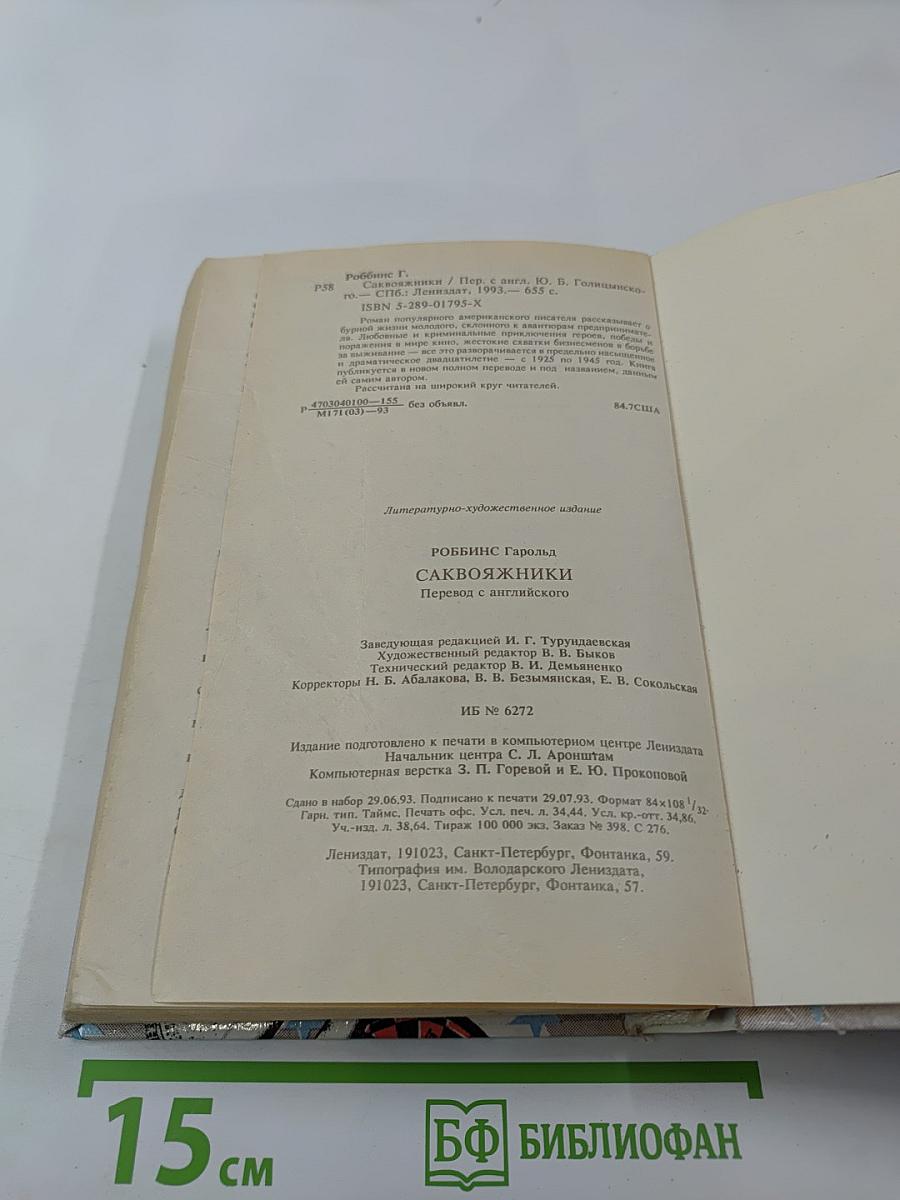 Роббинс Г.
Р58 Саквояжники / Пер. с англ. Ю. Б. Голицынско-
го.— СПб.: Лениздат, 1993.— 655 с.
ISBN 5-289-01795-X
Роман популярного американского писателя рассказывает о
бурной жизни молодого, склонного к авантюрам предпринимате-
ля. Любовные и криминальные приключения героев, победы и
поражения в мире кино, жестокие схватки бизнесменов в борьбе
за выживание — все это разворачивается в предельно насыщенное
и драматическое двадцатилетие — с 1925 по 1945 год. Книга
публикуется в новом полном переводе и под названием, данным
ей самим автором.
Рассчитана на широкий круг читателей.
Р 4703040100—155 без объявл. 84.7США
М171(03)—93
Литературно-художественное издание
РОББИНС Гарольд
САКВОЯЖНИКИ
Перевод с английского
Заведующая редакцией И. Г. Турундаевская
Художественный редактор В. В. Быков
Технический редактор В. И. Демьяненко
Корректоры Н. Б. Абалакова, В. В. Безымянская, Е. В. Сокольская
ИБ № 6272
Издание подготовлено к печати в компьютерном центре Лениздата
Начальник центра С. Л. Аронштам
Компьютерная верстка З. П. Горевой и Е. Ю. Прокоповой
Сдано в набор 29.06.93. Подписано к печати 29.07.93. Формат 84×108 1/32.
Гарн. тип. Таймс. Печать офс. Усл. печ. л. 34,44. Усл. кр.-отт. 34,86.
Уч.-изд. л. 38,64. Тираж 100 000 экз. Заказ № 398. С 276.
Лениздат, 191023, Санкт-Петербург, Фонтанка, 59.
Типография им. Володарского Лениздата,
191023, Санкт-Петербург, Фонтанка, 57.
15 см
БФ БИБЛИОФАН